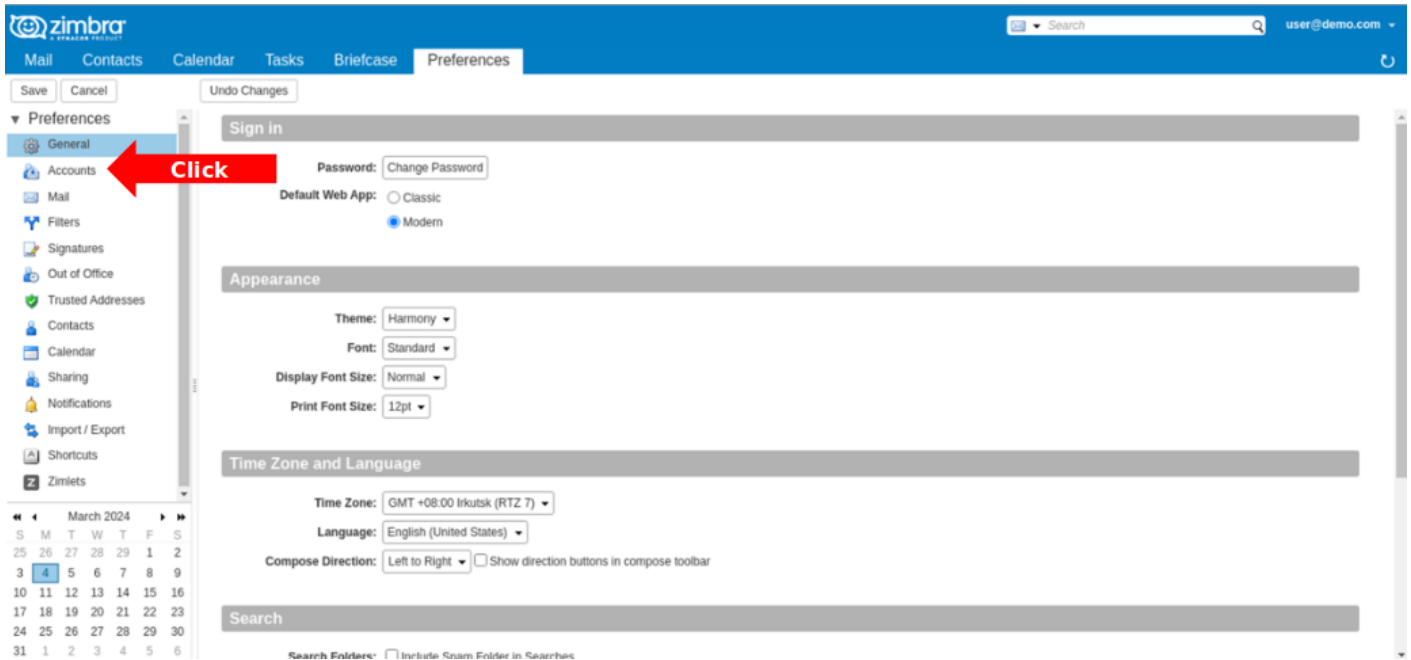 zimbra
A SYNACOR PRODUCT
Search
user@demo.com
Mail Contacts Calendar Tasks Briefcase Preferences
Save Cancel Undo Changes
Preferences
General
Accounts
Mail
Filters
Signatures
Out of Office
Trusted Addresses
Contacts
Calendar
Sharing
Notifications
Import / Export
Shortcuts
Zimlets
Click
Sign in
Password: Change Password
Default Web App: Classic
Modern
Appearance
Theme: Harmony
Font: Standard
Display Font Size: Normal
Print Font Size: 12pt
Time Zone and Language
Time Zone: GMT +08:00 Irkutsk (RTZ 7)
Language: English (United States)
Compose Direction: Left to Right Show direction buttons in compose toolbar
Search
Search Folders: Include Spam Folder in Searches
March 2024
S M T W T F S
25 26 27 28 29 1 2
3 4 5 6 7 8 9
10 11 12 13 14 15 16
17 18 19 20 21 22 23
24 25 26 27 28 29 30
31 1 2 3 4 5 6